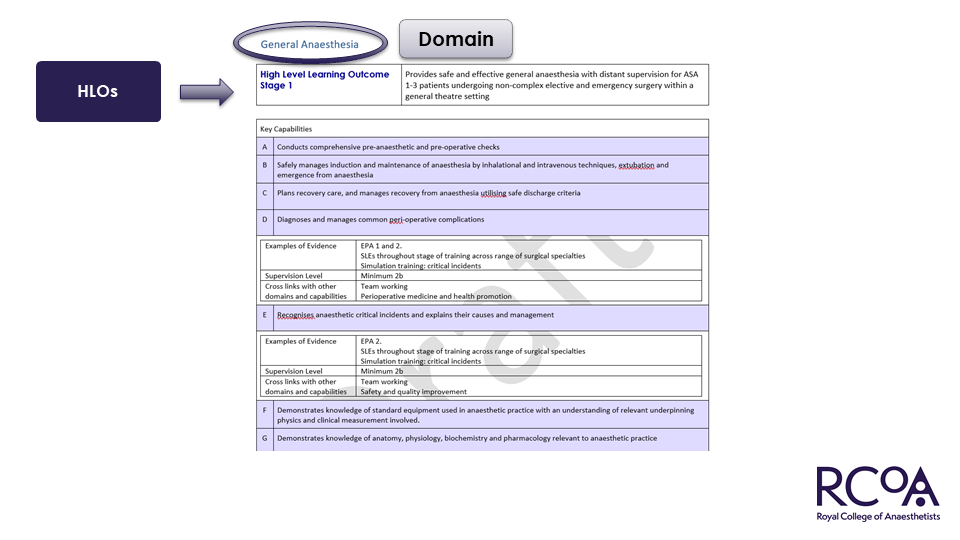 General Anaesthesia
Domain
HLOs
High Level Learning Outcome
Stage 1
Provides safe and effective general anaesthesia with distant supervision for ASA
1-3 patients undergoing non-complex elective and emergency surgery within a
general theatre setting
Key Capabilities
A Conducts comprehensive pre-anaesthetic and pre-operative checks
B Safely manages induction and maintenance of anaesthesia by inhalational and intravenous techniques, extubation and
emergence from anaesthesia
C Plans recovery care, and manages recovery from anaesthesia utilising safe discharge criteria
D Diagnoses and manages common peri-operative complications
Examples of Evidence EPA 1 and 2.
SLEs throughout stage of training across range of surgical specialties
Simulation training: critical incidents
Supervision Level Minimum 2b
Cross links with other Team working
domains and capabilities Perioperative medicine and health promotion
E Recognises anaesthetic critical incidents and explains their causes and management
Examples of Evidence EPA 2.
SLEs throughout stage of training across range of surgical specialties
Simulation training: critical incidents
Supervision Level Minimum 2b
Cross links with other Team working
domains and capabilities Safety and quality improvement
F Demonstrates knowledge of standard equipment used in anaesthetic practice with an understanding of relevant underpinning
physics and clinical measurement involved.
G Demonstrates knowledge of anatomy, physiology, biochemistry and pharmacology relevant to anaesthetic practice
RCOA
Royal College of Anaesthetists